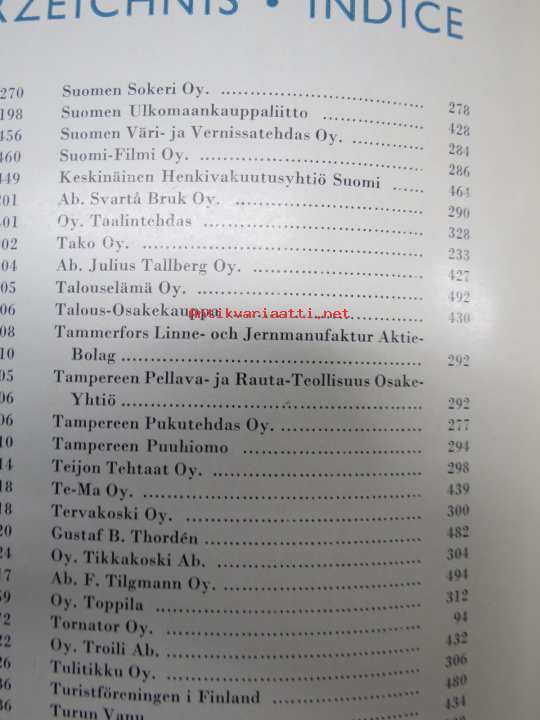 RZEICHNIS • INDICE
270
198
456
460
449
201
401
02
04
05
06
08
10
05
06
06
10
14
18
18
20
24
17
59
72
22
26
36
36
Suomen Sokeri Oy. 278
Suomen Ulkomaankauppaliitto 428
Suomen Väri- ja Vernissatehdas Oy. 284
Suomi-Filmi Oy. 286
Keskinäinen Henkivakuutusyhtiö Suomi 464
Ab. Svartå Bruk Oy. 290
Oy. Taalintehdas 328
Tako Oy. 233
Ab. Julius Tallberg Oy. 427
Talouselämä Oy. 492
Talous-Osakekauppa 430
Tammerfors Linne- och Jernmanufaktur Aktie-
Bolag 292
Tampereen Pellava- ja Rauta-Teollisuus Osake-
Yhtiö 292
Tampereen Pukutehdas Oy. 277
Tampereen Puuhiomo 294
Teijon Tehtaat Oy. 298
Te-Ma Oy. 439
Tervakoski Oy. 300
Gustaf B. Thordén 482
Oy. Tikkakoski Ab. 304
Ab. F. Tilgmann Oy. 494
Oy. Toppila 312
Tornator Oy. 94
Oy. Troili Ab. 432
Tulitikku Oy. 306
Turistföreningen i Finland 480
Turun Vanu 434
Antikvariaatti.net